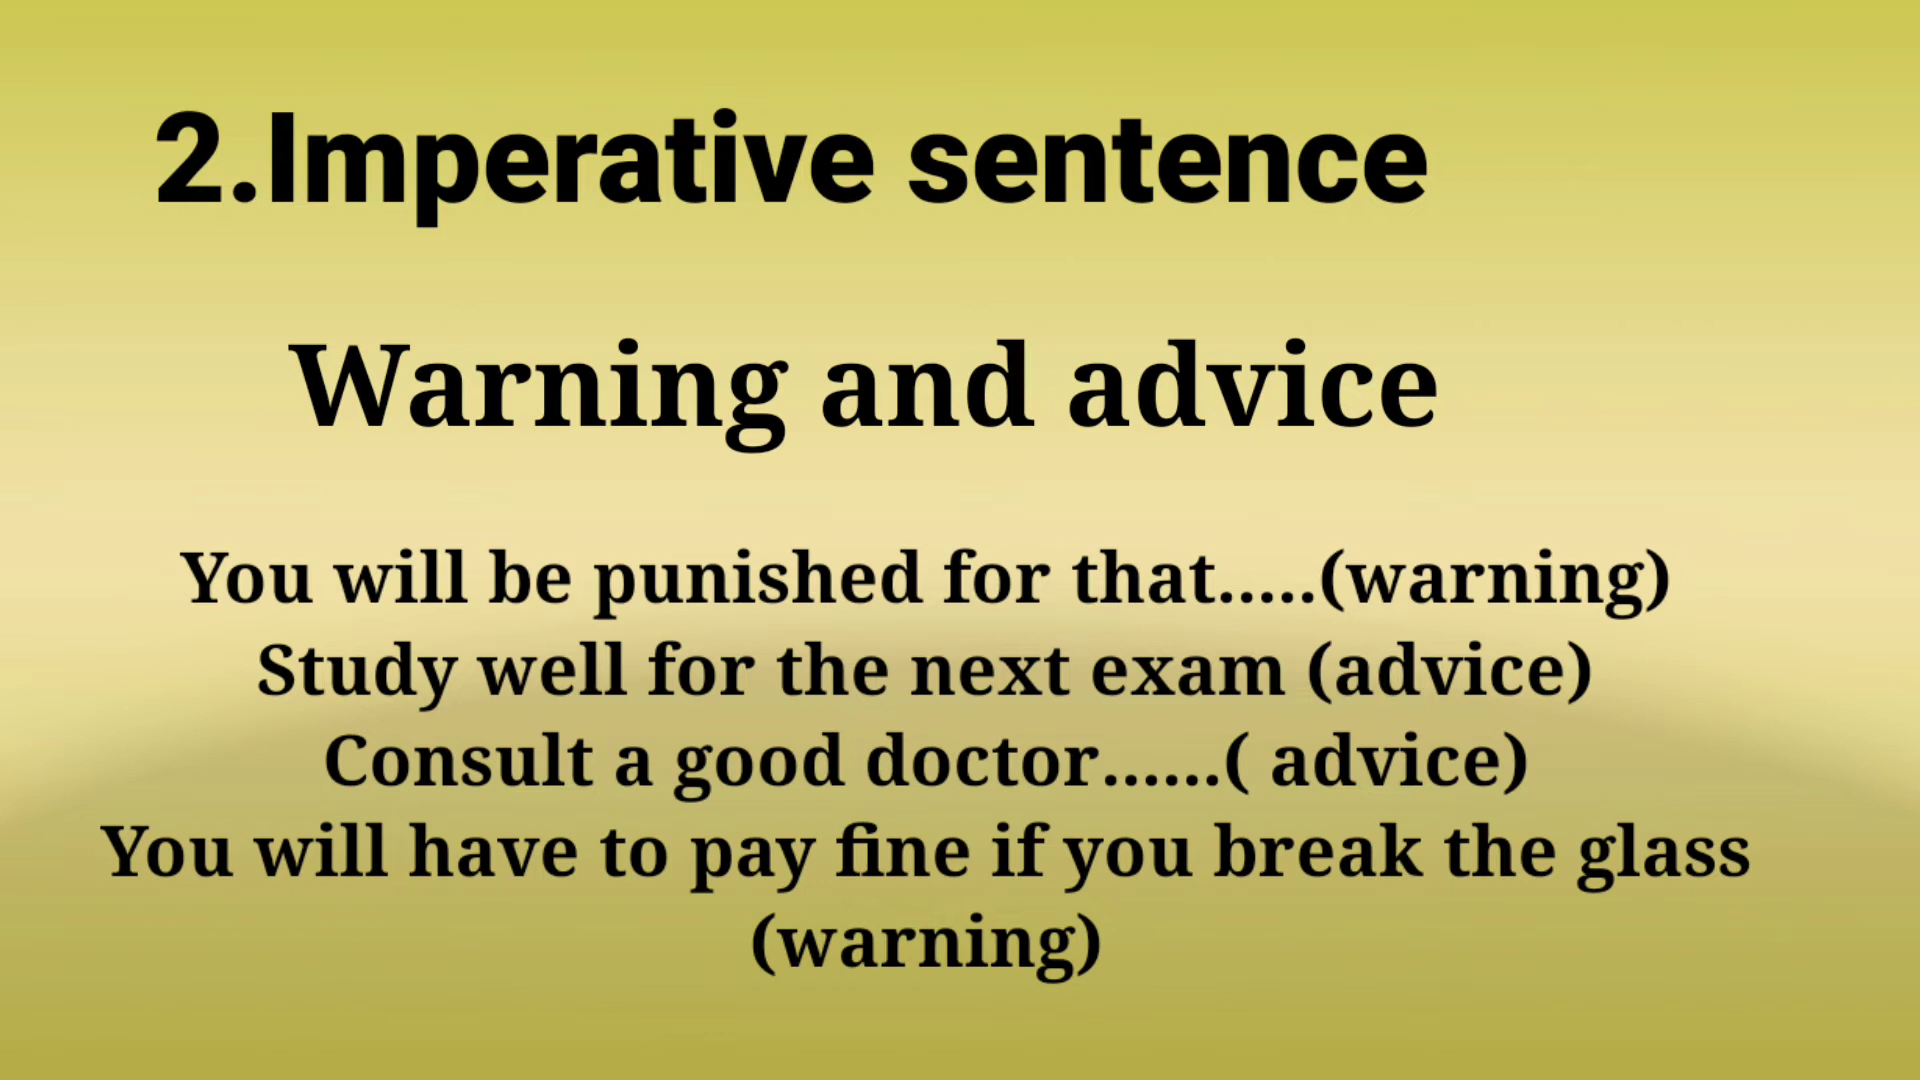 2.Imperative sentence
Warning and advice
You will be punished for that.....(warning)
Study well for the next exam (advice)
Consult a good doctor......( advice)
You will have to pay fine if you break the glass
(warning)